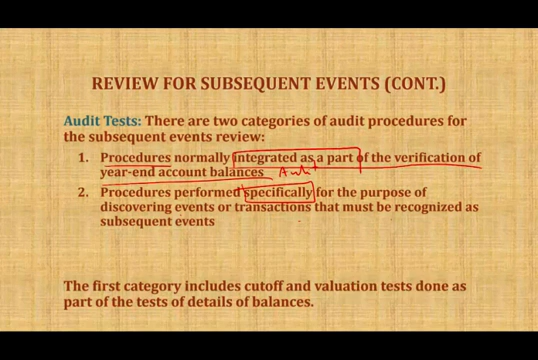 REVIEW FOR SUBSEQUENT EVENTS (CONT.)
Audit Tests: There are two categories of audit procedures for
the subsequent events review:
1. Procedures normally integrated as a part of the verification of
year-end account balances Audit
2. Procedures performed specifically for the purpose of
discovering events or transactions that must be recognized as
subsequent events
The first category includes cutoff and valuation tests done as
part of the tests of details of balances.